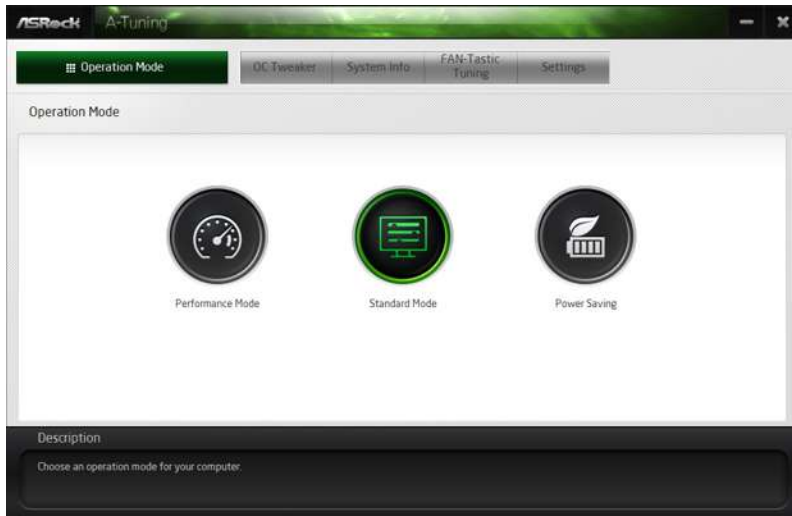 ASRock A-Tuning
Operation Mode OC Tweaker System Info FAN-Tastic
Tuning Settings
Operation Mode
Performance Mode Standard Mode Power Saving
Description
Choose an operation mode for your computer.